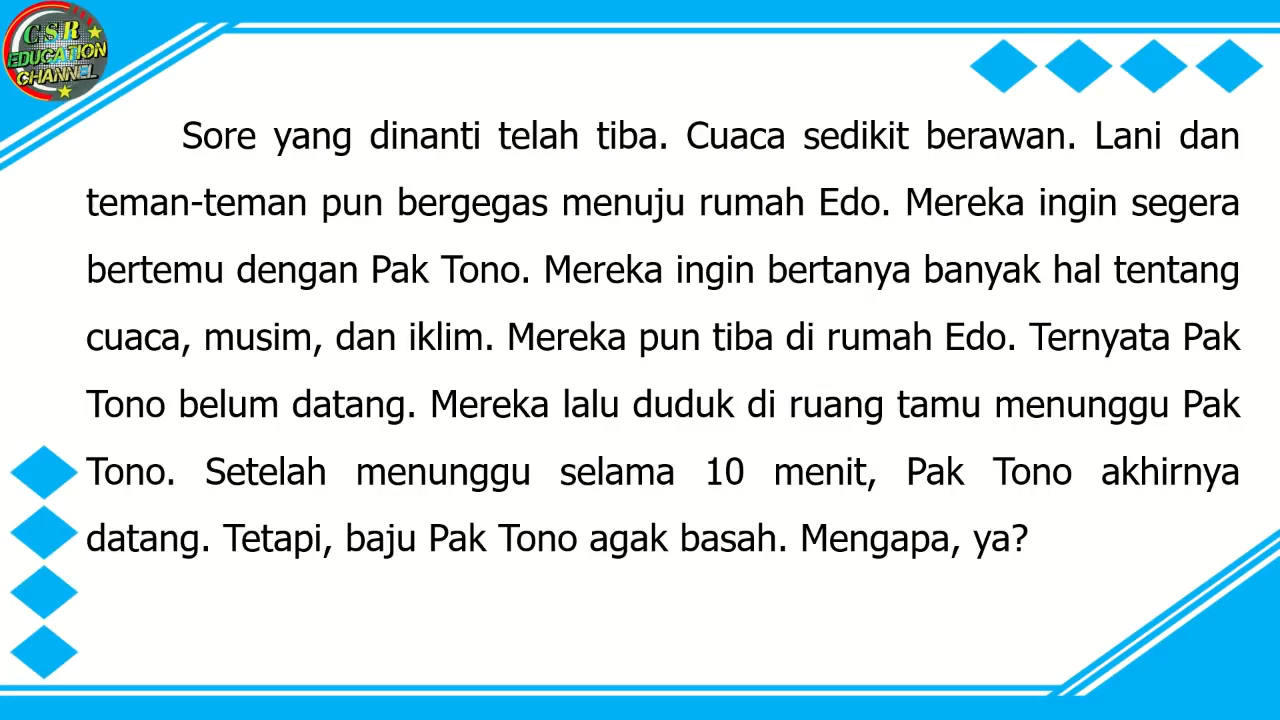 CSR
EDUCATION
CHANNEL
Sore yang dinanti telah tiba. Cuaca sedikit berawan. Lani dan
teman-teman pun bergegas menuju rumah Edo. Mereka ingin segera
bertemu dengan Pak Tono. Mereka ingin bertanya banyak hal tentang
cuaca, musim, dan iklim. Mereka pun tiba di rumah Edo. Ternyata Pak
Tono belum datang. Mereka lalu duduk di ruang tamu menunggu Pak
Tono. Setelah menunggu selama 10 menit, Pak Tono akhirnya
datang. Tetapi, baju Pak Tono agak basah. Mengapa, ya?